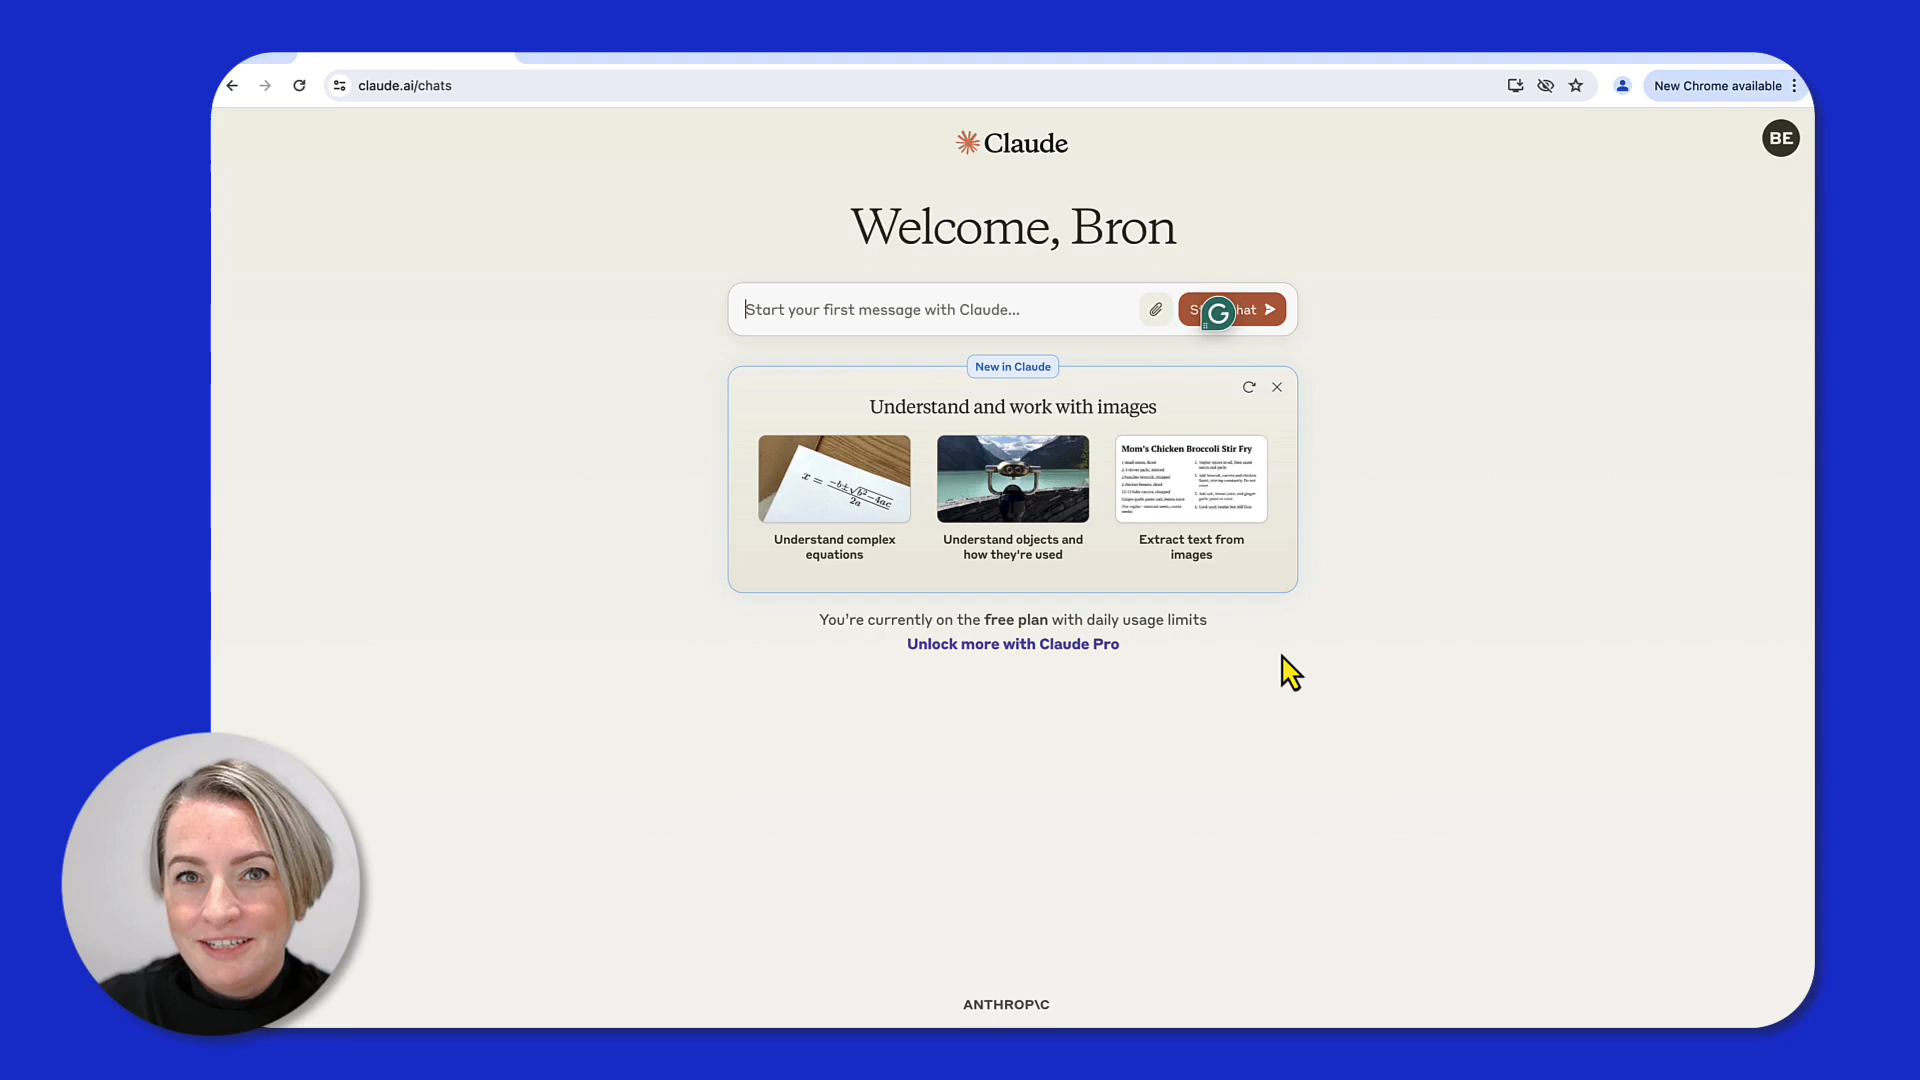 claude.ai/chats
New Chrome available
Claude
BE
Welcome, Bron
Start your first message with Claude...
G
hat
New in Claude
Understand and work with images
x = -b±√b²-4ac
2a
Mom's Chicken Broccoli Stir Fry
Understand complex
equations
Understand objects and
how they're used
Extract text from
images
You're currently on the free plan with daily usage limits
Unlock more with Claude Pro
ANTHROP\C